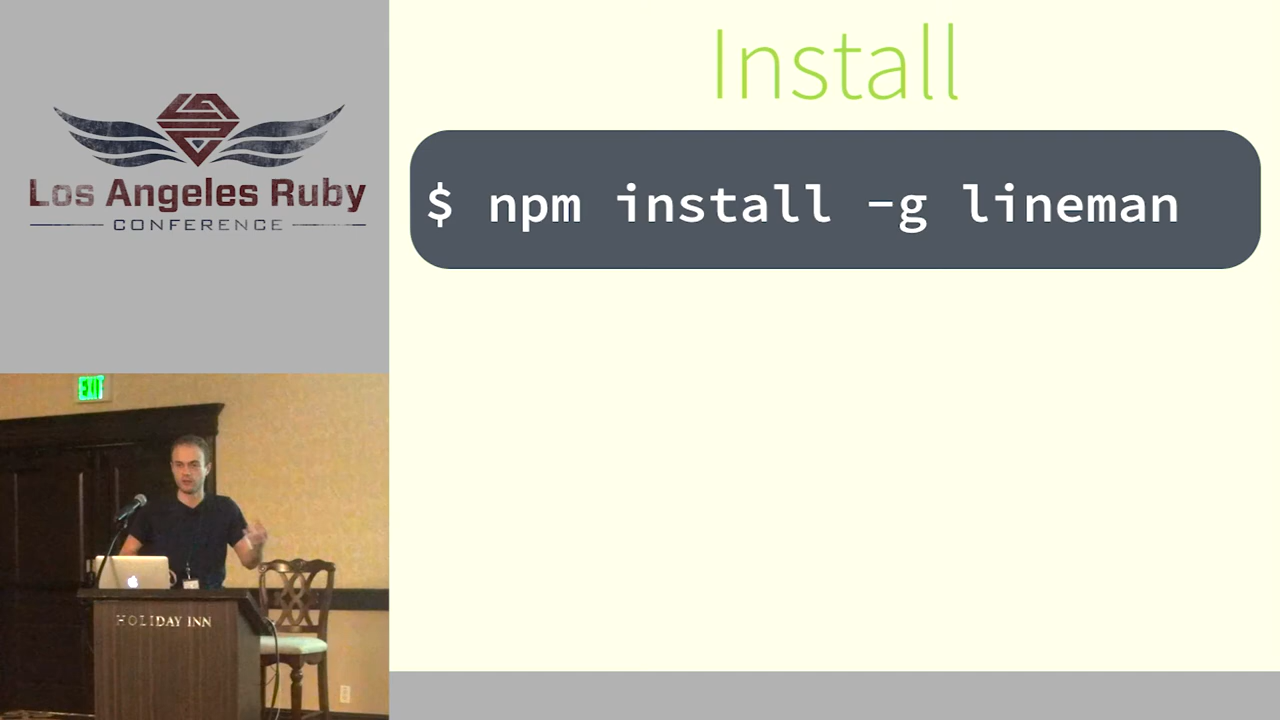 Install
$ npm install -g lineman
Los Angeles Ruby
CONFERENCE
EXIT
HOLIDAY INN